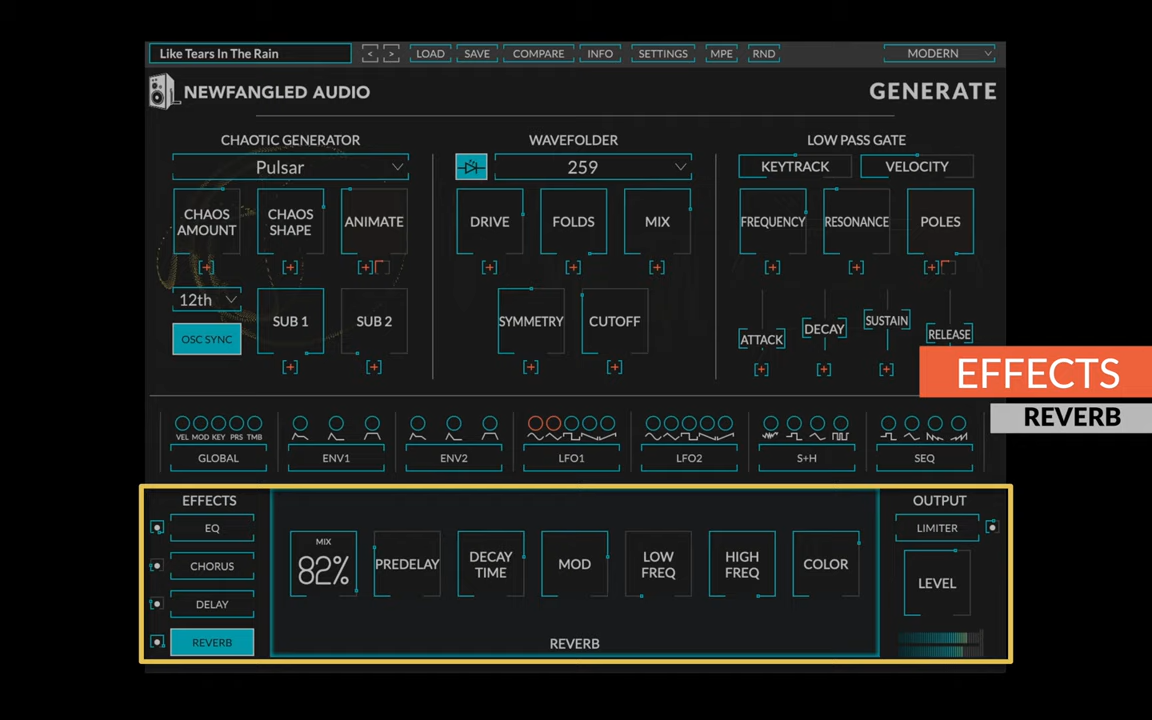 Like Tears In The Rain
< > LOAD SAVE COMPARE INFO SETTINGS MPE RND MODERN
NEWFANGLED AUDIO
GENERATE
CHAOTIC GENERATOR
Pulsar
CHAOS AMOUNT
CHAOS SHAPE
ANIMATE
12th
OSC SYNC
SUB 1
SUB 2
WAVEFOLDER
259
DRIVE
FOLDS
MIX
SYMMETRY
CUTOFF
LOW PASS GATE
KEYTRACK
VELOCITY
FREQUENCY
RESONANCE
POLES
ATTACK
DECAY
SUSTAIN
RELEASE
EFFECTS
REVERB
VEL MOD KEY PRS TMB
GLOBAL
ENV1
ENV2
LFO1
LFO2
S+H
SEQ
EFFECTS
EQ
CHORUS
DELAY
REVERB
MIX
82%
PREDELAY
DECAY TIME
MOD
LOW FREQ
HIGH FREQ
COLOR
REVERB
OUTPUT
LIMITER
LEVEL